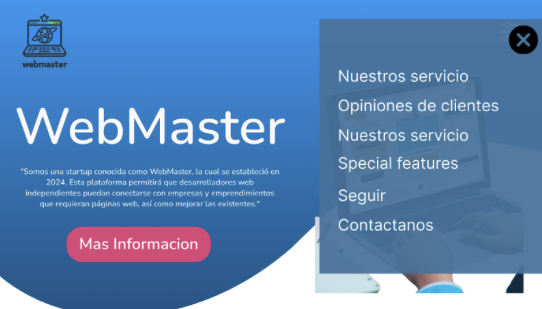 webmaster
WebMaster
"Somos una startup conocida como WebMaster, la cual se estableció en
2024. Esta plataforma permitirá que desarrolladores web
independientes puedan conectarse con empresas y emprendimientos
que requieran páginas web, así como mejorar las existentes."
Mas Informacion
Nuestros servicio
Opiniones de clientes
Nuestros servicio
Special features
Seguir
Contactanos